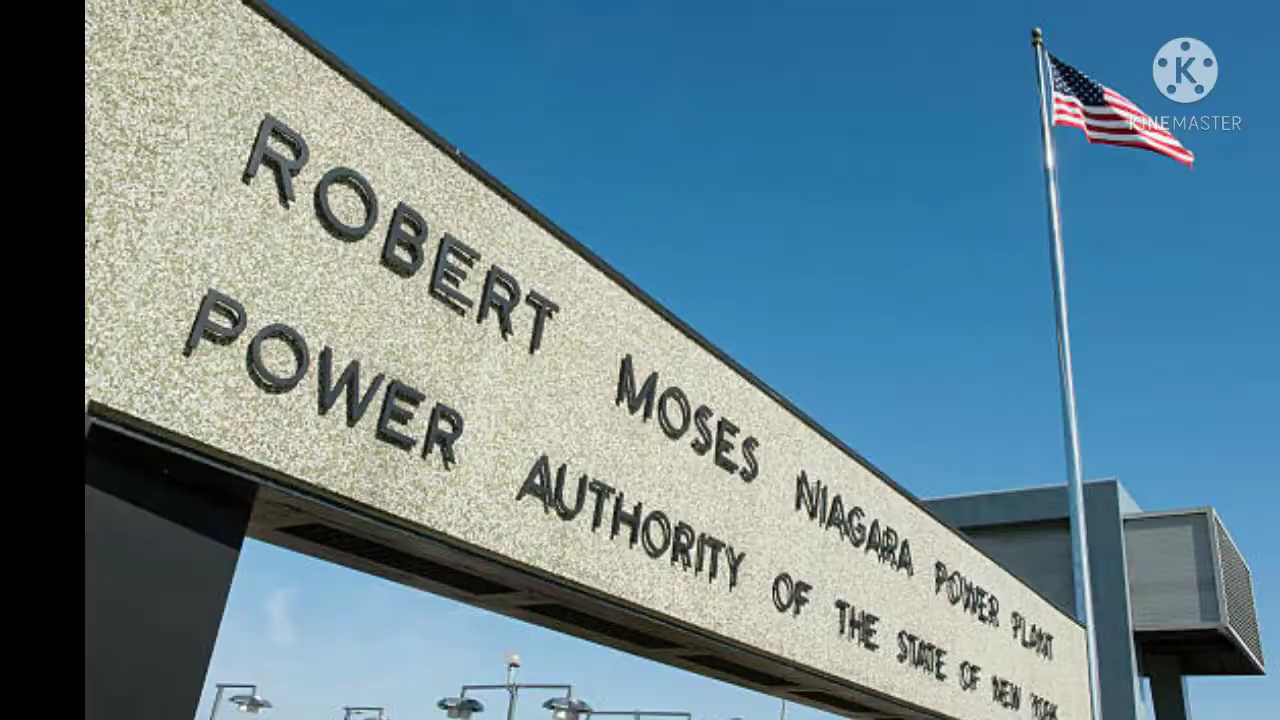 K
KINEMASTER
ROBERT MOSES NIAGARA POWER PLANT
POWER AUTHORITY OF THE STATE OF NEW YORK